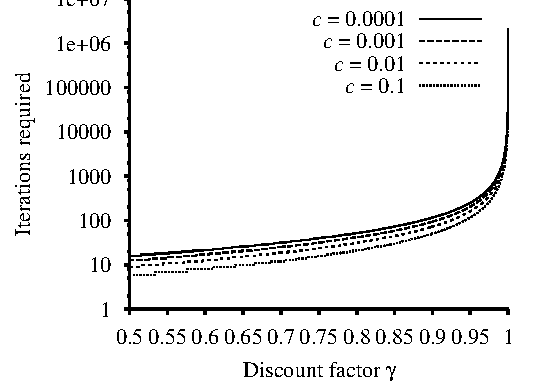 1e+07
c = 0.0001
c = 0.001
c = 0.01
c = 0.1
1e+06
100000
10000
1000
100
10
1
Iterations required
0.5 0.55 0.6 0.65 0.7 0.75 0.8 0.85 0.9 0.95 1
Discount factor γ